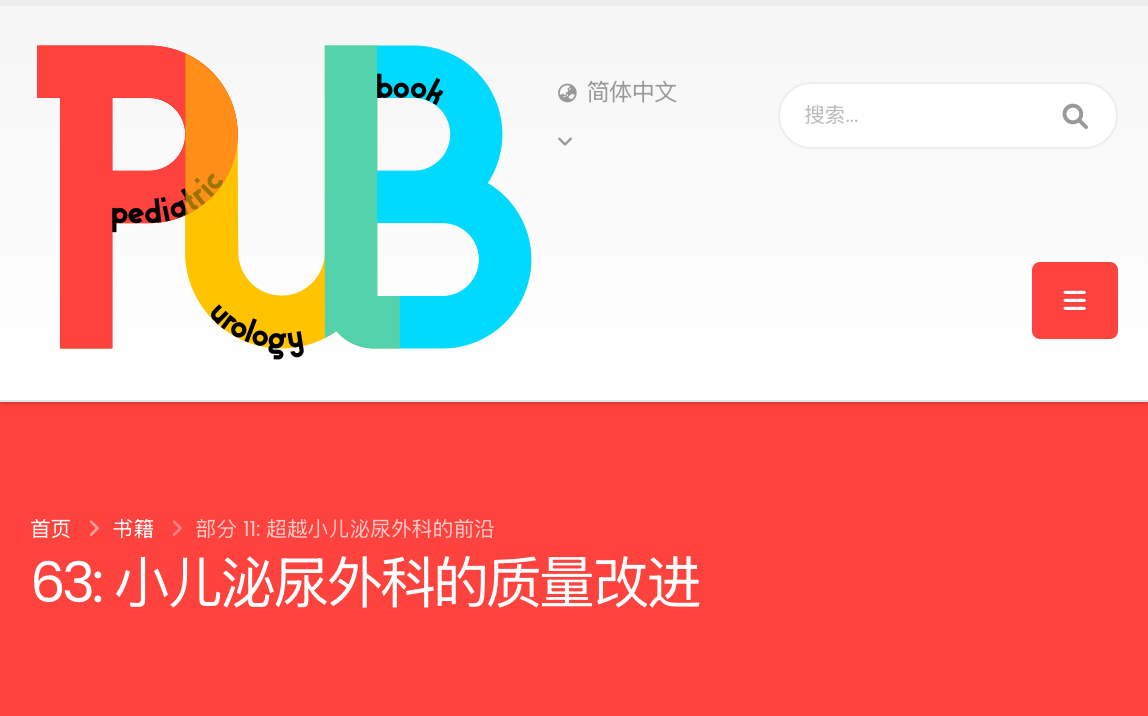 PUB
book
pediatric
urology
简体中文
搜索...
首页 书籍 部分 11: 超越小儿泌尿外科的前沿
63: 小儿泌尿外科的质量改进